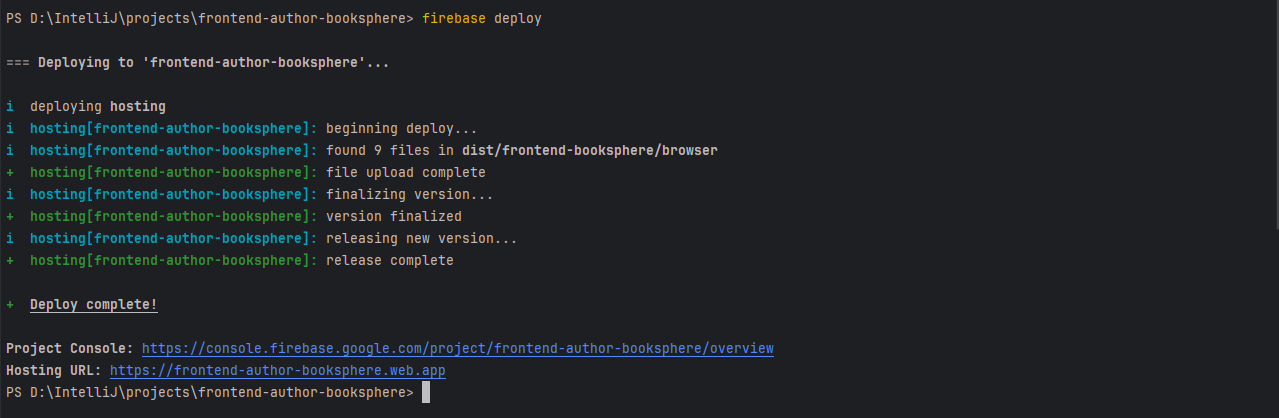 PS D:\IntelliJ\projects\frontend-author-booksphere> firebase deploy
=== Deploying to 'frontend-author-booksphere'...
i  deploying hosting
i  hosting[frontend-author-booksphere]: beginning deploy...
i  hosting[frontend-author-booksphere]: found 9 files in dist/frontend-booksphere/browser
+  hosting[frontend-author-booksphere]: file upload complete
i  hosting[frontend-author-booksphere]: finalizing version...
+  hosting[frontend-author-booksphere]: version finalized
i  hosting[frontend-author-booksphere]: releasing new version...
+  hosting[frontend-author-booksphere]: release complete
+  Deploy complete!
Project Console: https://console.firebase.google.com/project/frontend-author-booksphere/overview
Hosting URL: https://frontend-author-booksphere.web.app
PS D:\IntelliJ\projects\frontend-author-booksphere>